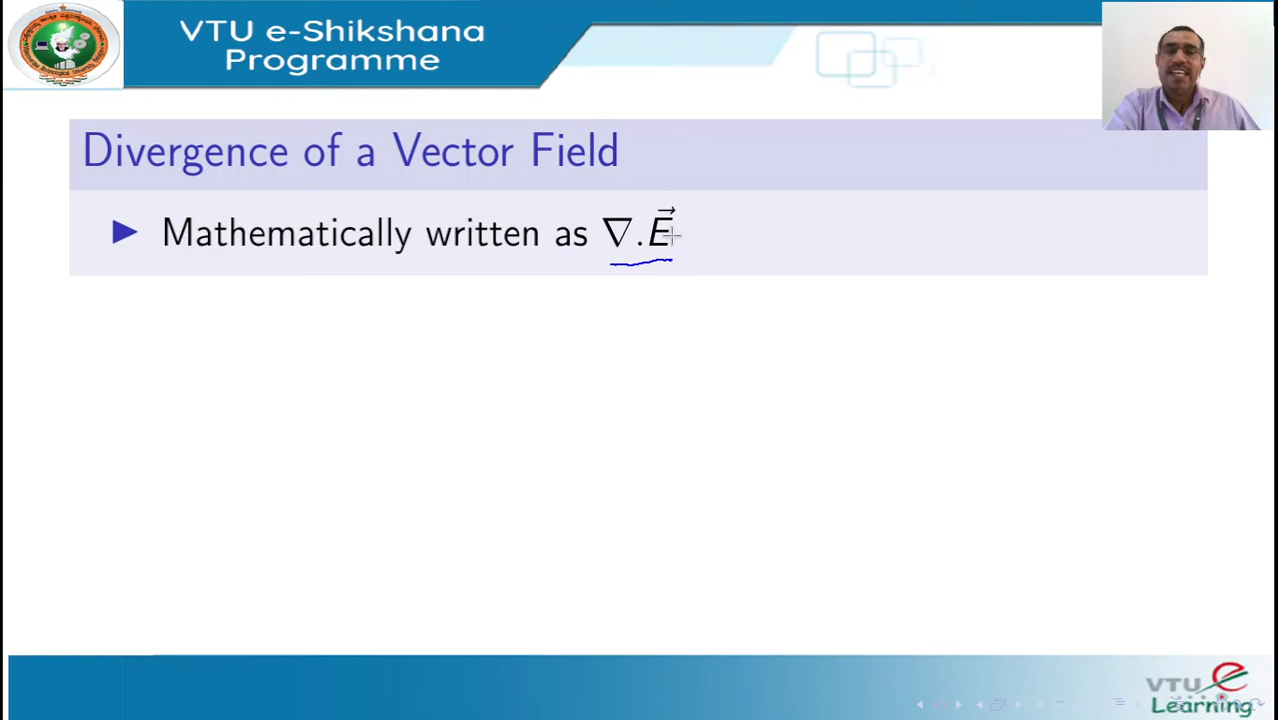 VTU e-Shikshana
Programme
Divergence of a Vector Field
▶ Mathematically written as ∇.E⃗
VTU e
Learning